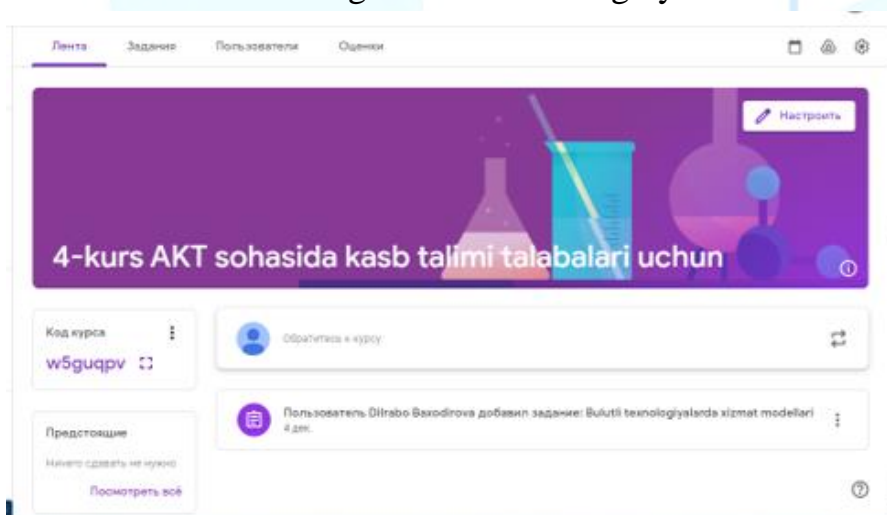 Лента Задания Пользователи Оценки
Настроить
4-kurs AKT sohasida kasb talimi talabalari uchun
Код курса
w5guqpv
Обратитесь к курсу
Пользователь Dilrabo Baxodirova добавил задание: Bulutli texnologiyalarda xizmat modellari
4 дек.
Предстоящие
Ничего сдавать не нужно
Посмотреть всё